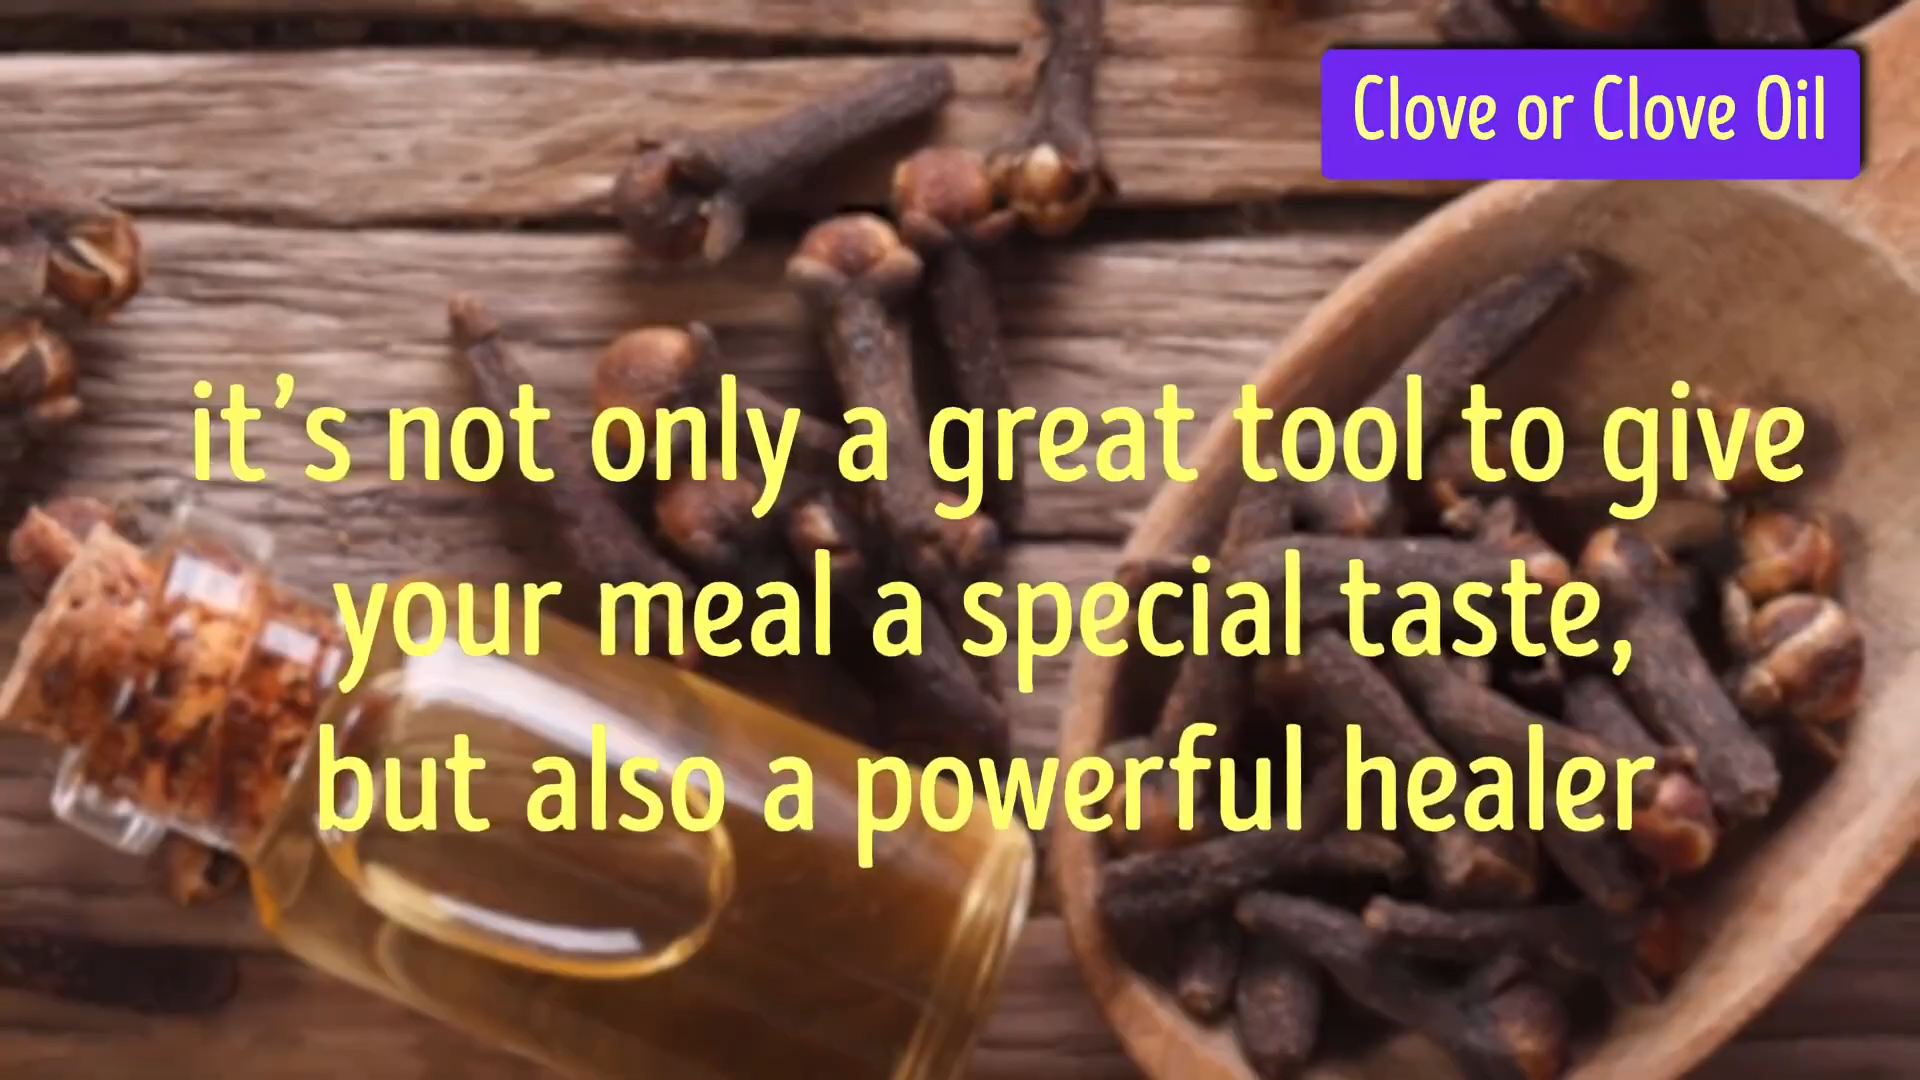 Clove or Clove Oil
it's not only a great tool to give
your meal a special taste,
but also a powerful healer